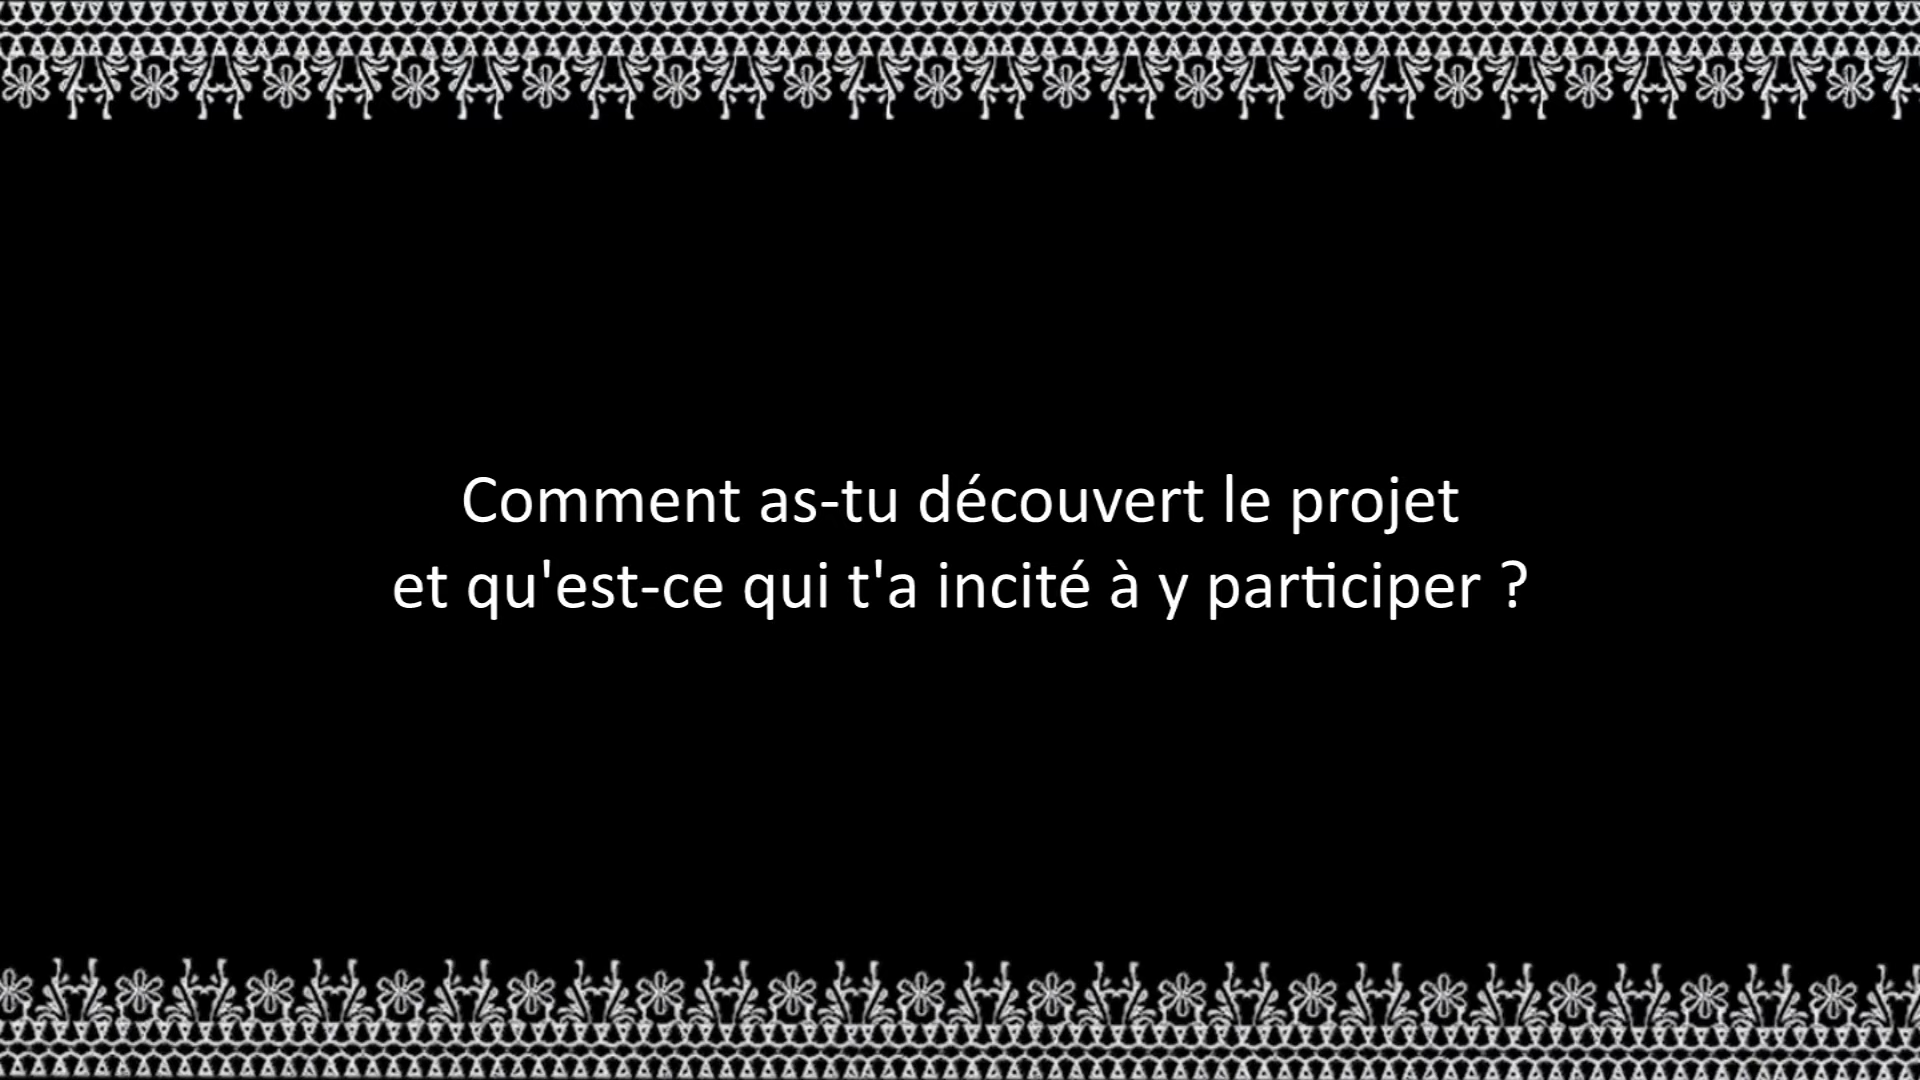 Comment as-tu découvert le projet
et qu'est-ce qui t'a incité à y participer ?